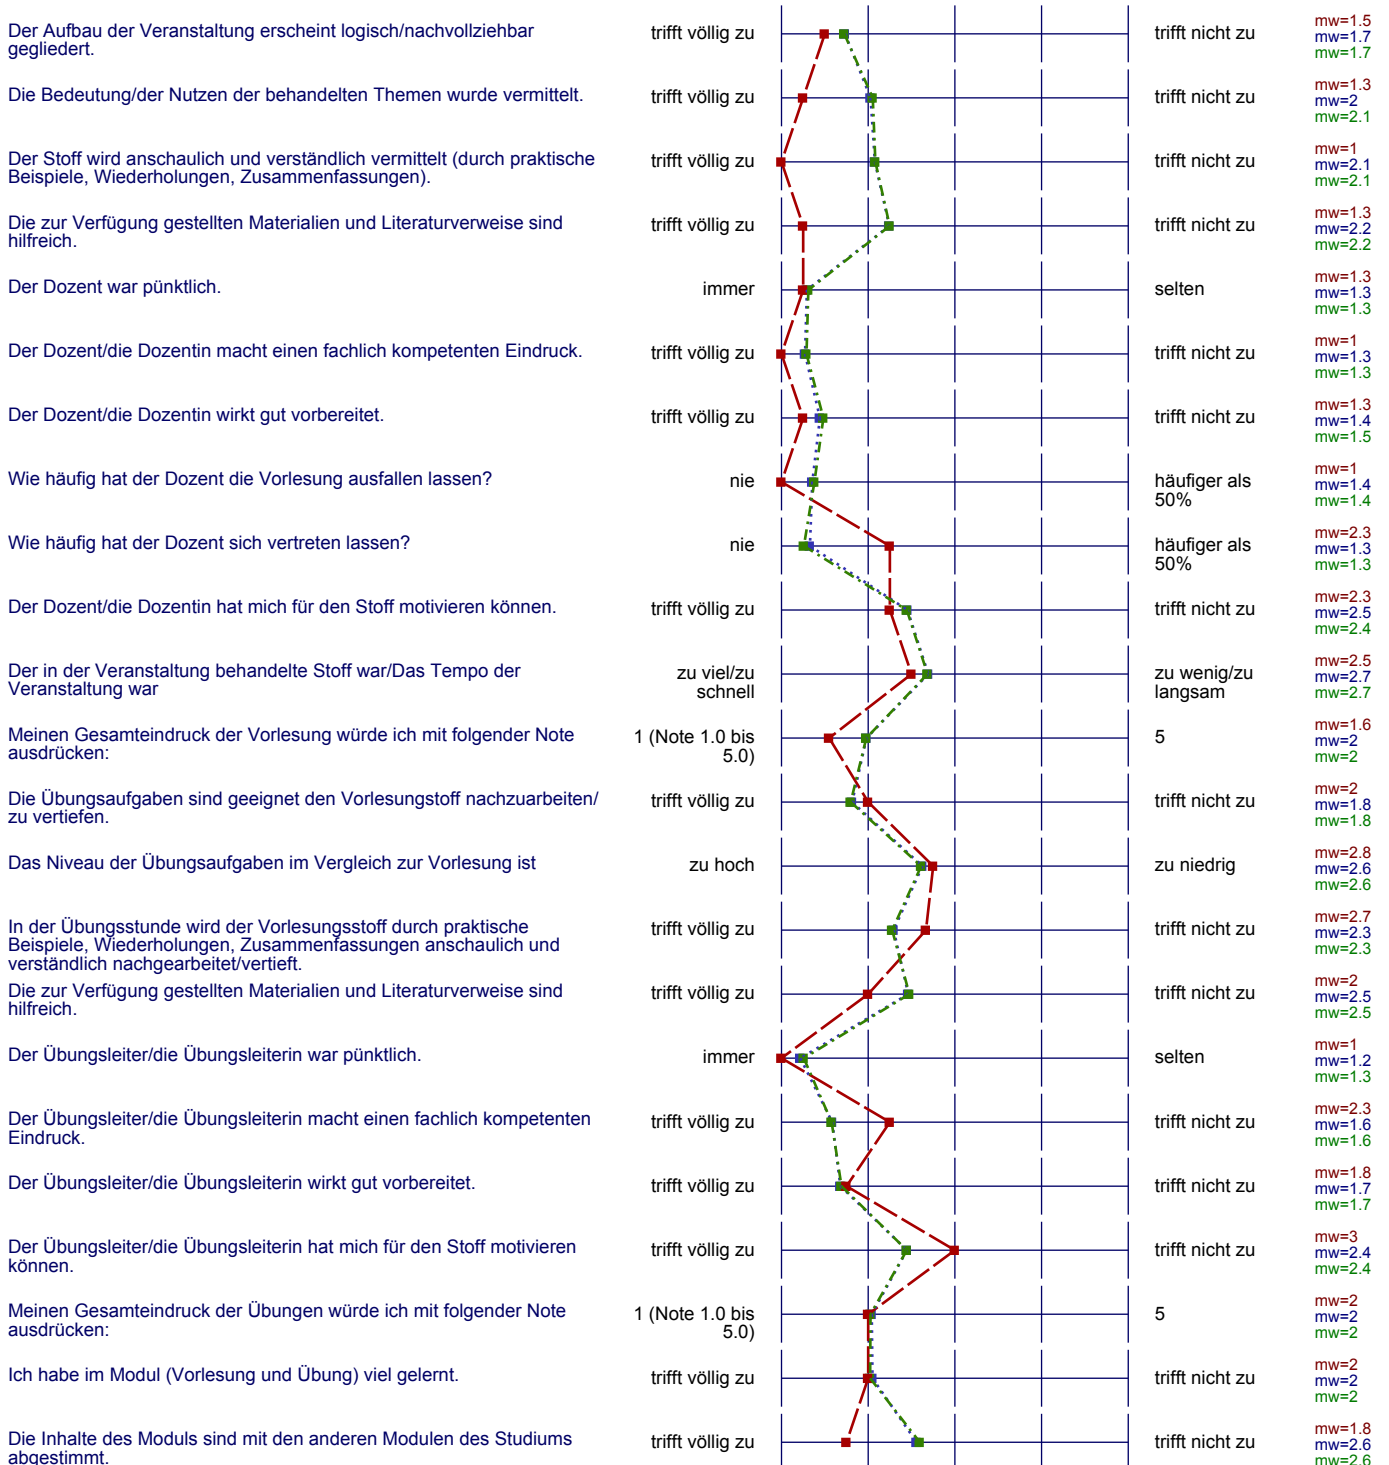 Der Aufbau der Veranstaltung erscheint logisch/nachvollziehbar
gegliedert.
trifft völlig zu
trifft nicht zu
mw=1.5
mw=1.7
mw=1.7
Die Bedeutung/der Nutzen der behandelten Themen wurde vermittelt.
trifft völlig zu
trifft nicht zu
mw=1.3
mw=2
mw=2.1
Der Stoff wird anschaulich und verständlich vermittelt (durch praktische
Beispiele, Wiederholungen, Zusammenfassungen).
trifft völlig zu
trifft nicht zu
mw=1
mw=2.1
mw=2.1
Die zur Verfügung gestellten Materialien und Literaturverweise sind
hilfreich.
trifft völlig zu
trifft nicht zu
mw=1.3
mw=2.2
mw=2.2
Der Dozent war pünktlich.
immer
selten
mw=1.3
mw=1.3
mw=1.3
Der Dozent/die Dozentin macht einen fachlich kompetenten Eindruck.
trifft völlig zu
trifft nicht zu
mw=1
mw=1.3
mw=1.3
Der Dozent/die Dozentin wirkt gut vorbereitet.
trifft völlig zu
trifft nicht zu
mw=1.3
mw=1.4
mw=1.5
Wie häufig hat der Dozent die Vorlesung ausfallen lassen?
nie
häufiger als
50%
mw=1
mw=1.4
mw=1.4
Wie häufig hat der Dozent sich vertreten lassen?
nie
häufiger als
50%
mw=2.3
mw=1.3
mw=1.3
Der Dozent/die Dozentin hat mich für den Stoff motivieren können.
trifft völlig zu
trifft nicht zu
mw=2.3
mw=2.5
mw=2.4
Der in der Veranstaltung behandelte Stoff war/Das Tempo der
Veranstaltung war
zu viel/zu
schnell
zu wenig/zu
langsam
mw=2.5
mw=2.7
mw=2.7
Meinen Gesamteindruck der Vorlesung würde ich mit folgender Note
ausdrücken:
1 (Note 1.0 bis
5.0)
5
mw=1.6
mw=2
mw=2
Die Übungsaufgaben sind geeignet den Vorlesungstoff nachzuarbeiten/
zu vertiefen.
trifft völlig zu
trifft nicht zu
mw=2
mw=1.8
mw=1.8
Das Niveau der Übungsaufgaben im Vergleich zur Vorlesung ist
zu hoch
zu niedrig
mw=2.8
mw=2.6
mw=2.6
In der Übungsstunde wird der Vorlesungsstoff durch praktische
Beispiele, Wiederholungen, Zusammenfassungen anschaulich und
verständlich nachgearbeitet/vertieft.
trifft völlig zu
trifft nicht zu
mw=2.7
mw=2.3
mw=2.3
Die zur Verfügung gestellten Materialien und Literaturverweise sind
hilfreich.
trifft völlig zu
trifft nicht zu
mw=2
mw=2.5
mw=2.5
Der Übungsleiter/die Übungsleiterin war pünktlich.
immer
selten
mw=1
mw=1.2
mw=1.3
Der Übungsleiter/die Übungsleiterin macht einen fachlich kompetenten
Eindruck.
trifft völlig zu
trifft nicht zu
mw=2.3
mw=1.6
mw=1.6
Der Übungsleiter/die Übungsleiterin wirkt gut vorbereitet.
trifft völlig zu
trifft nicht zu
mw=1.8
mw=1.7
mw=1.7
Der Übungsleiter/die Übungsleiterin hat mich für den Stoff motivieren
können.
trifft völlig zu
trifft nicht zu
mw=3
mw=2.4
mw=2.4
Meinen Gesamteindruck der Übungen würde ich mit folgender Note
ausdrücken:
1 (Note 1.0 bis
5.0)
5
mw=2
mw=2
mw=2
Ich habe im Modul (Vorlesung und Übung) viel gelernt.
trifft völlig zu
trifft nicht zu
mw=2
mw=2
mw=2
Die Inhalte des Moduls sind mit den anderen Modulen des Studiums
abgestimmt.
trifft völlig zu
trifft nicht zu
mw=1.8
mw=2.6
mw=2.6